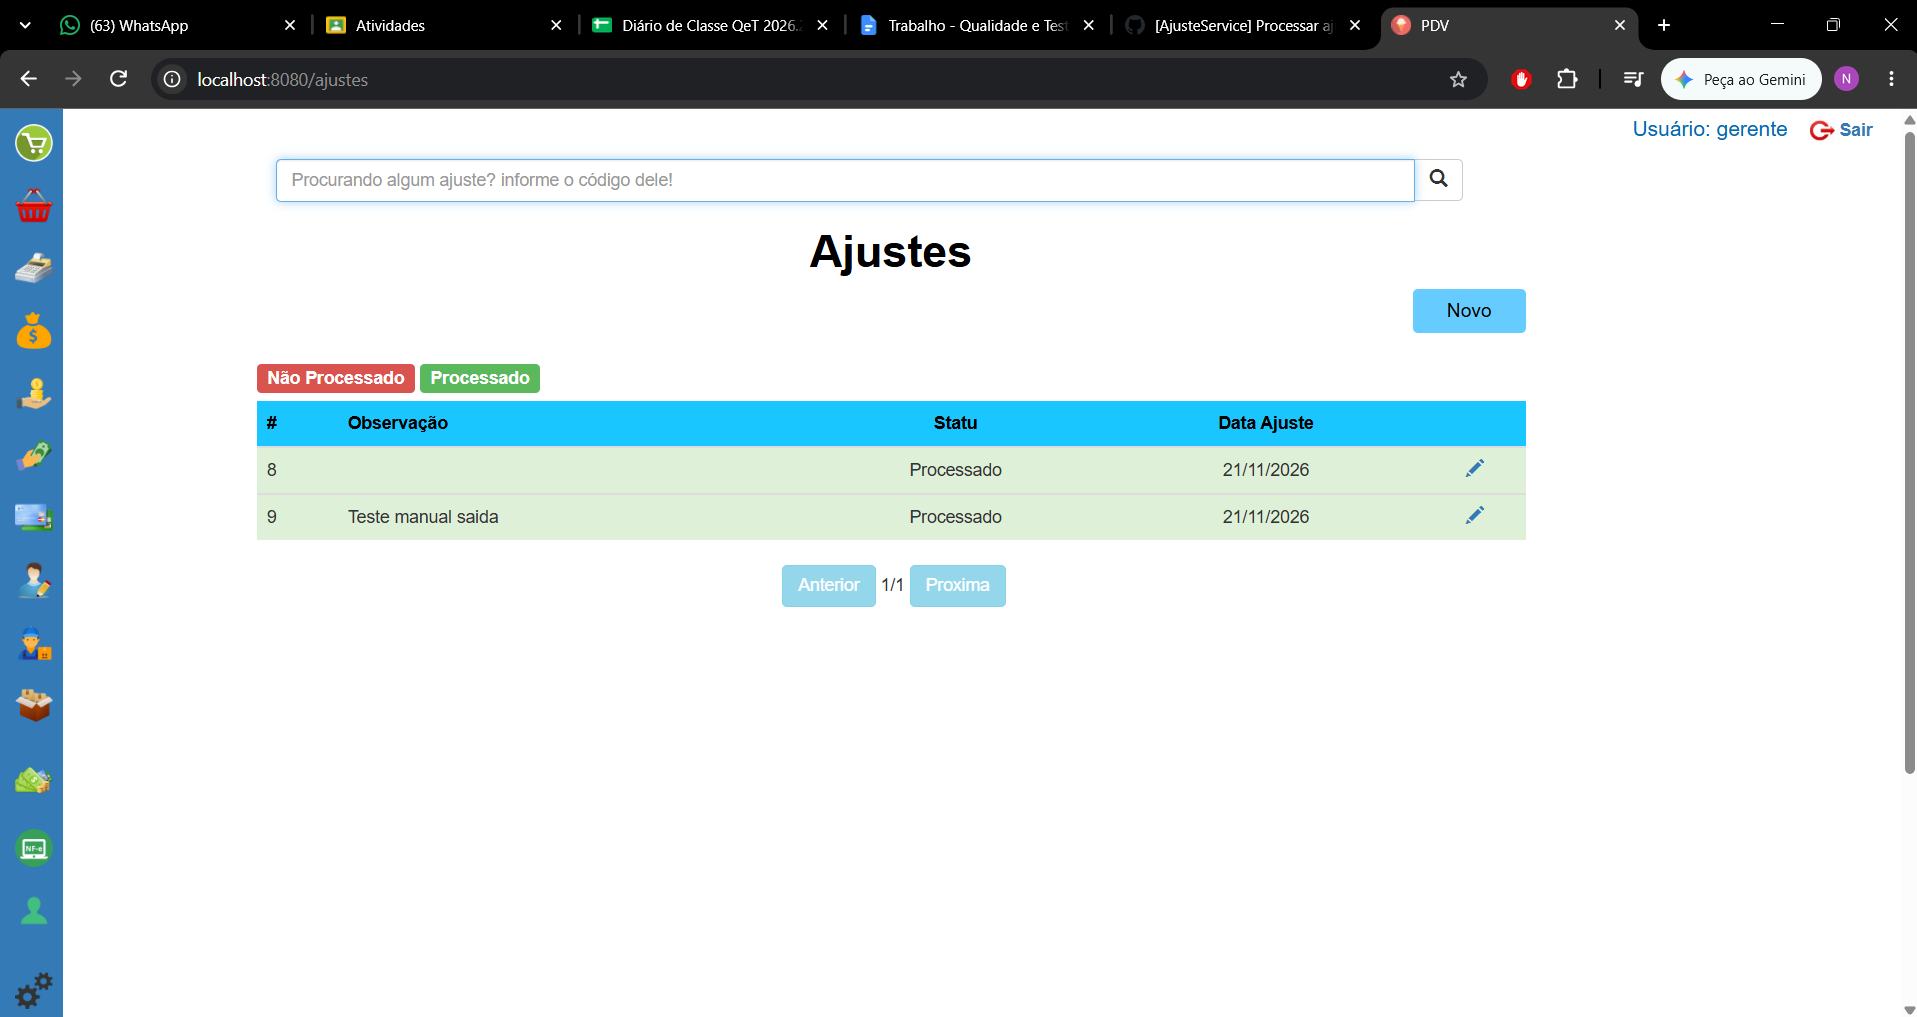 (63) WhatsApp
Atividades
Diário de Classe QeT 2026.
Trabalho - Qualidade e Test
[AjusteService] Processar aj
PDV
localhost:8080/ajustes
Peça ao Gemini
N
Usuário: gerente
Sair
Procurando algum ajuste? informe o código dele!
Ajustes
Novo
Não Processado
Processado
# Observação Statu Data Ajuste
8 Processado 21/11/2026
9 Teste manual saida Processado 21/11/2026
Anterior 1/1 Proxima
NF-e